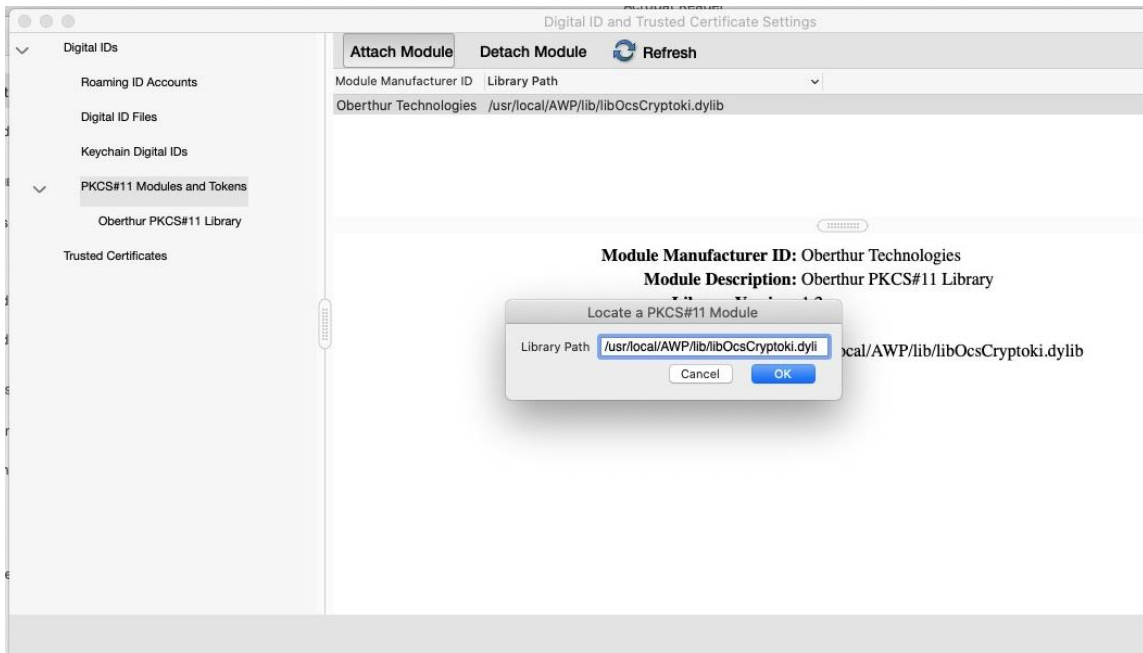 Acrobat Reader
Digital ID and Trusted Certificate Settings
Digital IDs
Roaming ID Accounts
Digital ID Files
Keychain Digital IDs
PKCS#11 Modules and Tokens
Oberthur PKCS#11 Library
Trusted Certificates
Attach Module Detach Module Refresh
Module Manufacturer ID Library Path
Oberthur Technologies /usr/local/AWP/lib/libOcsCryptoki.dylib
Module Manufacturer ID: Oberthur Technologies
Module Description: Oberthur PKCS#11 Library
Locate a PKCS#11 Module
Library Path /usr/local/AWP/lib/libOcsCryptoki.dyli
ocal/AWP/lib/libOcsCryptoki.dylib
Cancel OK